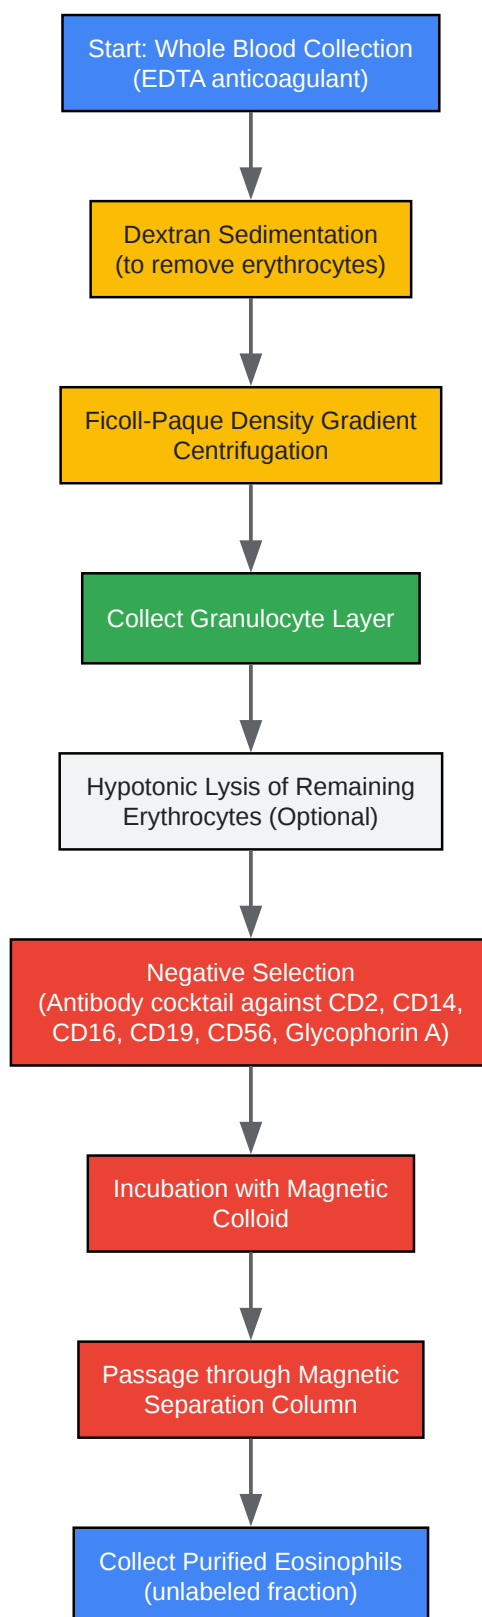 Start: Whole Blood Collection
(EDTA anticoagulant)
Dextran Sedimentation
(to remove erythrocytes)
Ficoll-Paque Density Gradient
Centrifugation
Collect Granulocyte Layer
Hypotonic Lysis of Remaining
Erythrocytes (Optional)
Negative Selection
(Antibody cocktail against CD2, CD14,
CD16, CD19, CD56, Glycophorin A)
Incubation with Magnetic
Colloid
Passage through Magnetic
Separation Column
Collect Purified Eosinophils
(unlabeled fraction)